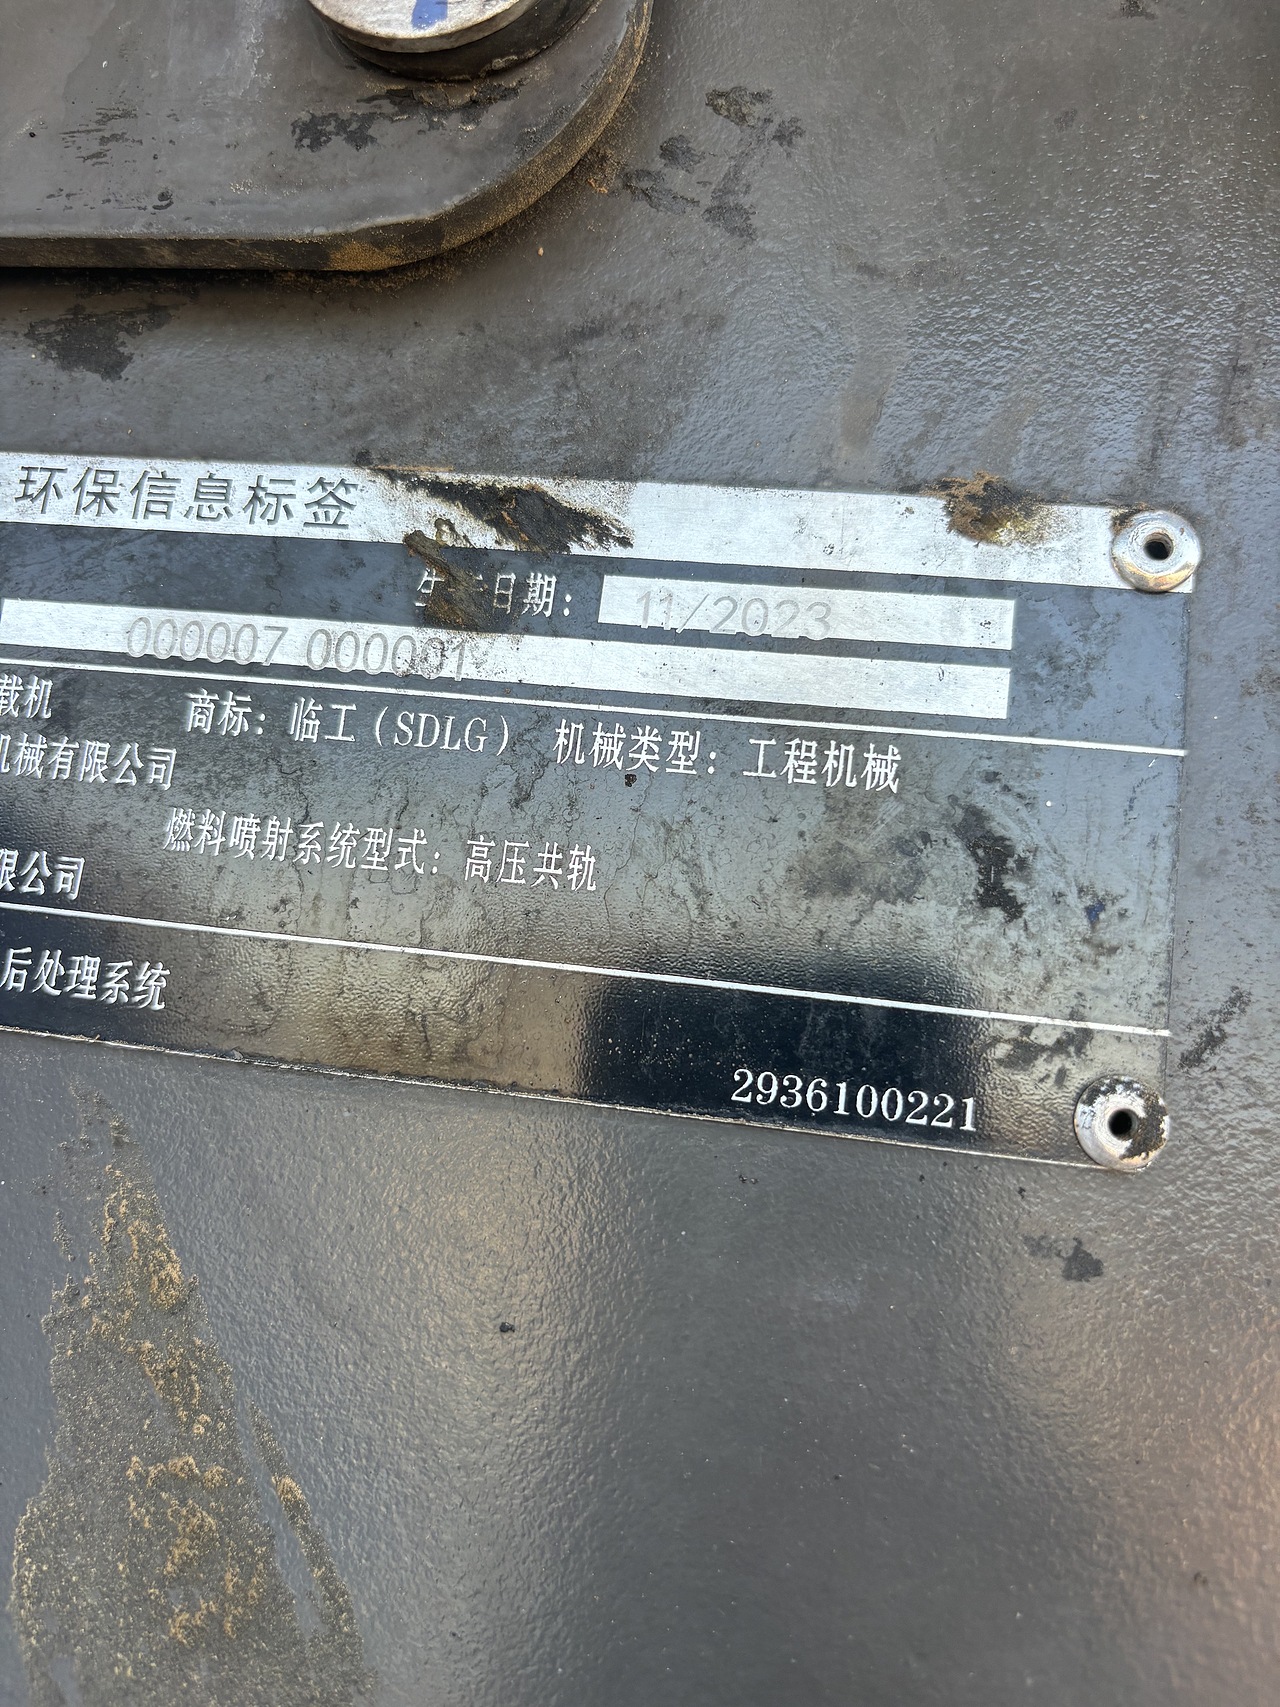 环保信息标签
生 日期： 11/2023
000007 000001
载机 商标：临工（SDLG） 机械类型：工程机械
机械有限公司
燃料喷射系统型式：高压共轨
限公司
后处理系统
2936100221